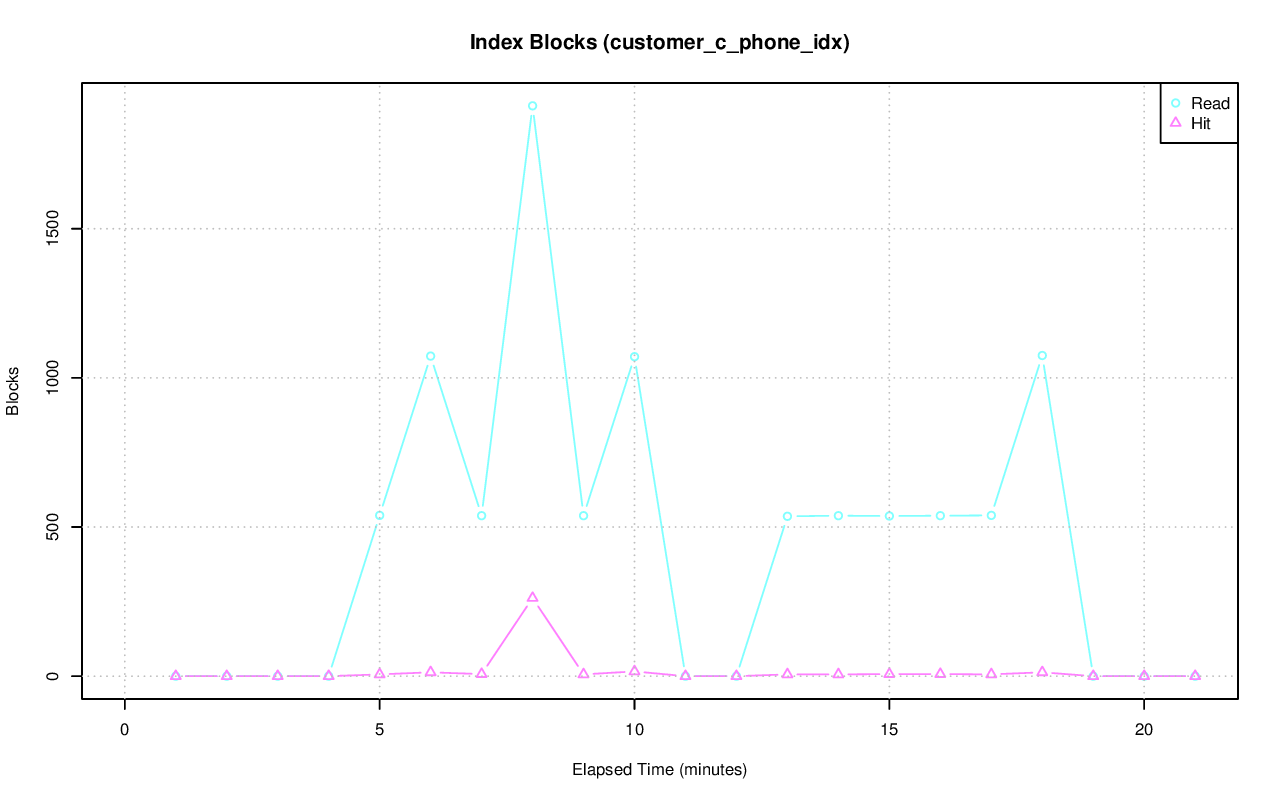 Index Blocks (customer_c_phone_idx)
Read
Hit
Blocks
1500
1000
500
0
0 5 10 15 20
Elapsed Time (minutes)